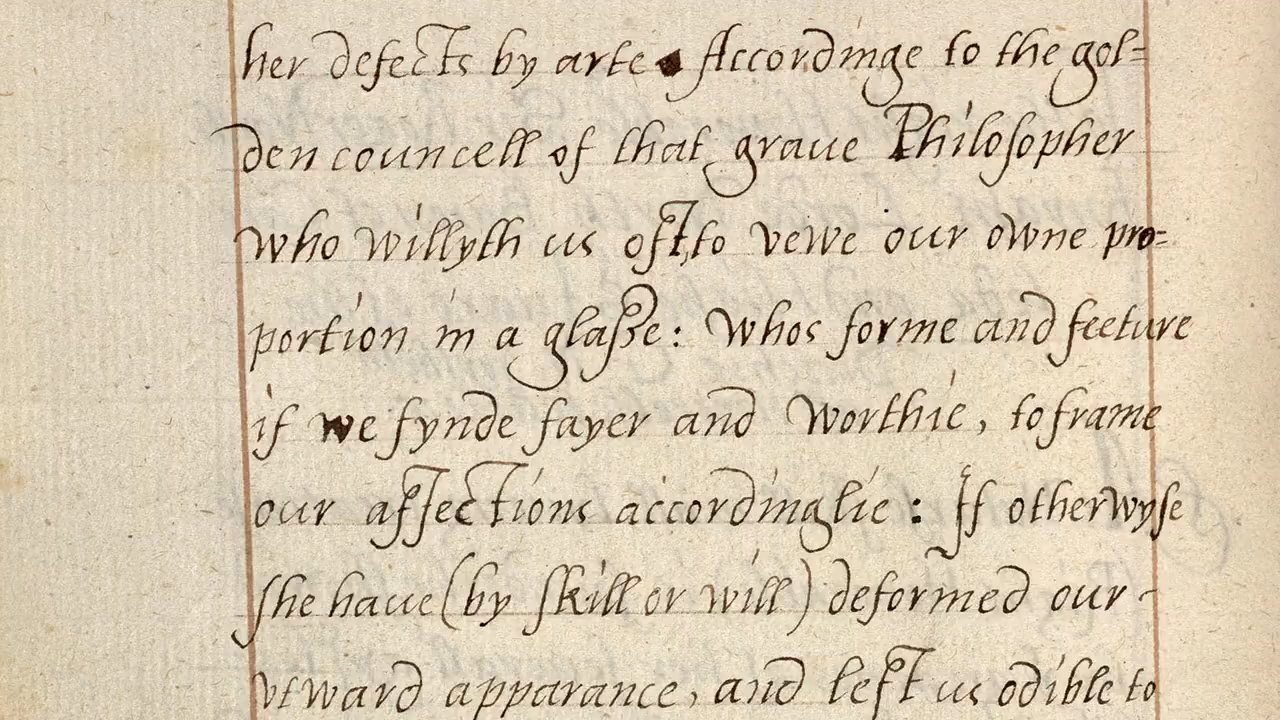 her defects by arte. Accordinge to the gol=
den councell of that graue Philosopher
who willyth us oft, to vewe our owne pro=
portion in a glasse: Whos forme and feeture
if we fynde fayer and worthie, to frame
our affections accordinglie: If otherwyse
she haue (by skill or will) deformed our -
utward apparance, and left us odible to